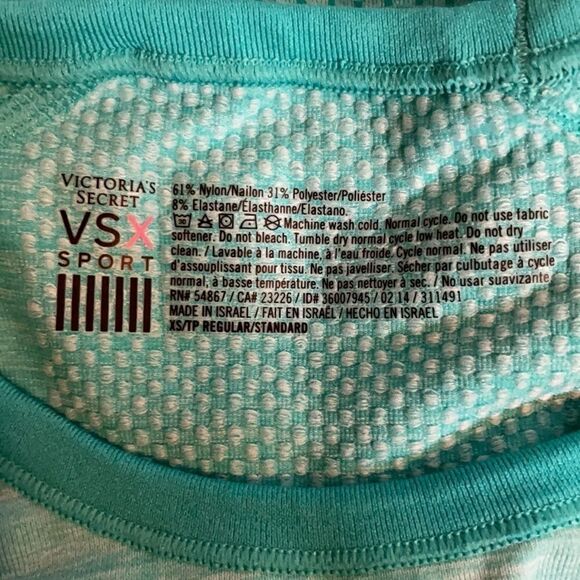 VICTORIA'S
SECRET
VSX
SPORT
61% Nylon/Nailon 31% Polyester/Poliéster
8% Elastane/Élasthanne/Elastano.
Machine wash cold. Normal cycle. Do not use fabric
softener. Do not bleach. Tumble dry normal cycle low heat. Do not dry
clean. / Lavable à la machine, à l'eau froide. Cycle normal. Ne pas utiliser
d'assouplissant pour tissu. Ne pas javelliser. Sécher par culbutage à cycle
normal, à basse température. Ne pas nettoyer à sec. / No usar suavizante
RN# 54867 / CA# 23226 / ID# 36007945 / 02 14 / 311491
MADE IN ISRAEL / FAIT EN ISRAËL / HECHO EN ISRAEL
XS/TP REGULAR/STANDARD